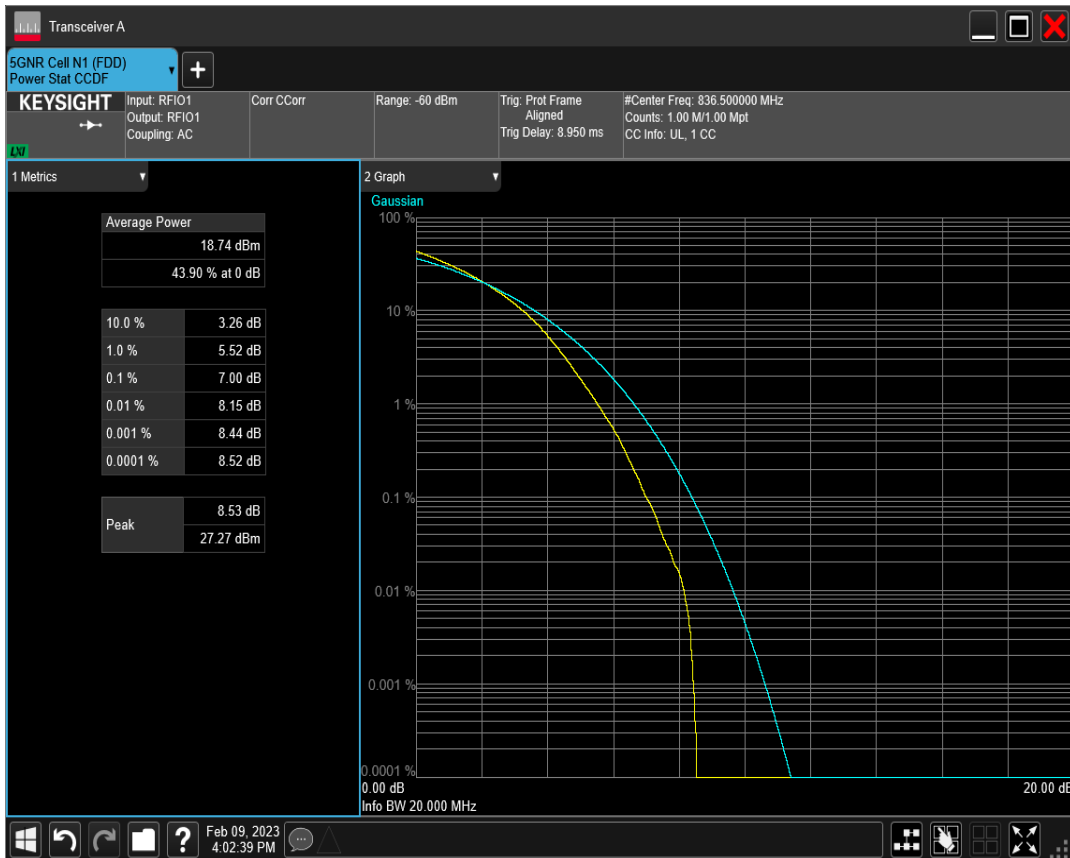 Transceiver A
5GNR Cell N1 (FDD)
Power Stat CCDF
KEYSIGHT
LXI
Input: RFIO1
Output: RFIO1
Coupling: AC
Corr CCorr
Range: -60 dBm
Trig: Prot Frame
Aligned
Trig Delay: 8.950 ms
#Center Freq: 836.500000 MHz
Counts: 1.00 M/1.00 Mpt
CC Info: UL, 1 CC
1 Metrics
Average Power
18.74 dBm
43.90 % at 0 dB
10.0 % 3.26 dB
1.0 % 5.52 dB
0.1 % 7.00 dB
0.01 % 8.15 dB
0.001 % 8.44 dB
0.0001 % 8.52 dB
Peak
8.53 dB
27.27 dBm
2 Graph
Gaussian
100 %
10 %
1 %
0.1 %
0.01 %
0.001 %
0.0001 %
0.00 dB 20.00 dB
Info BW 20.000 MHz
Feb 09, 2023
4:02:39 PM